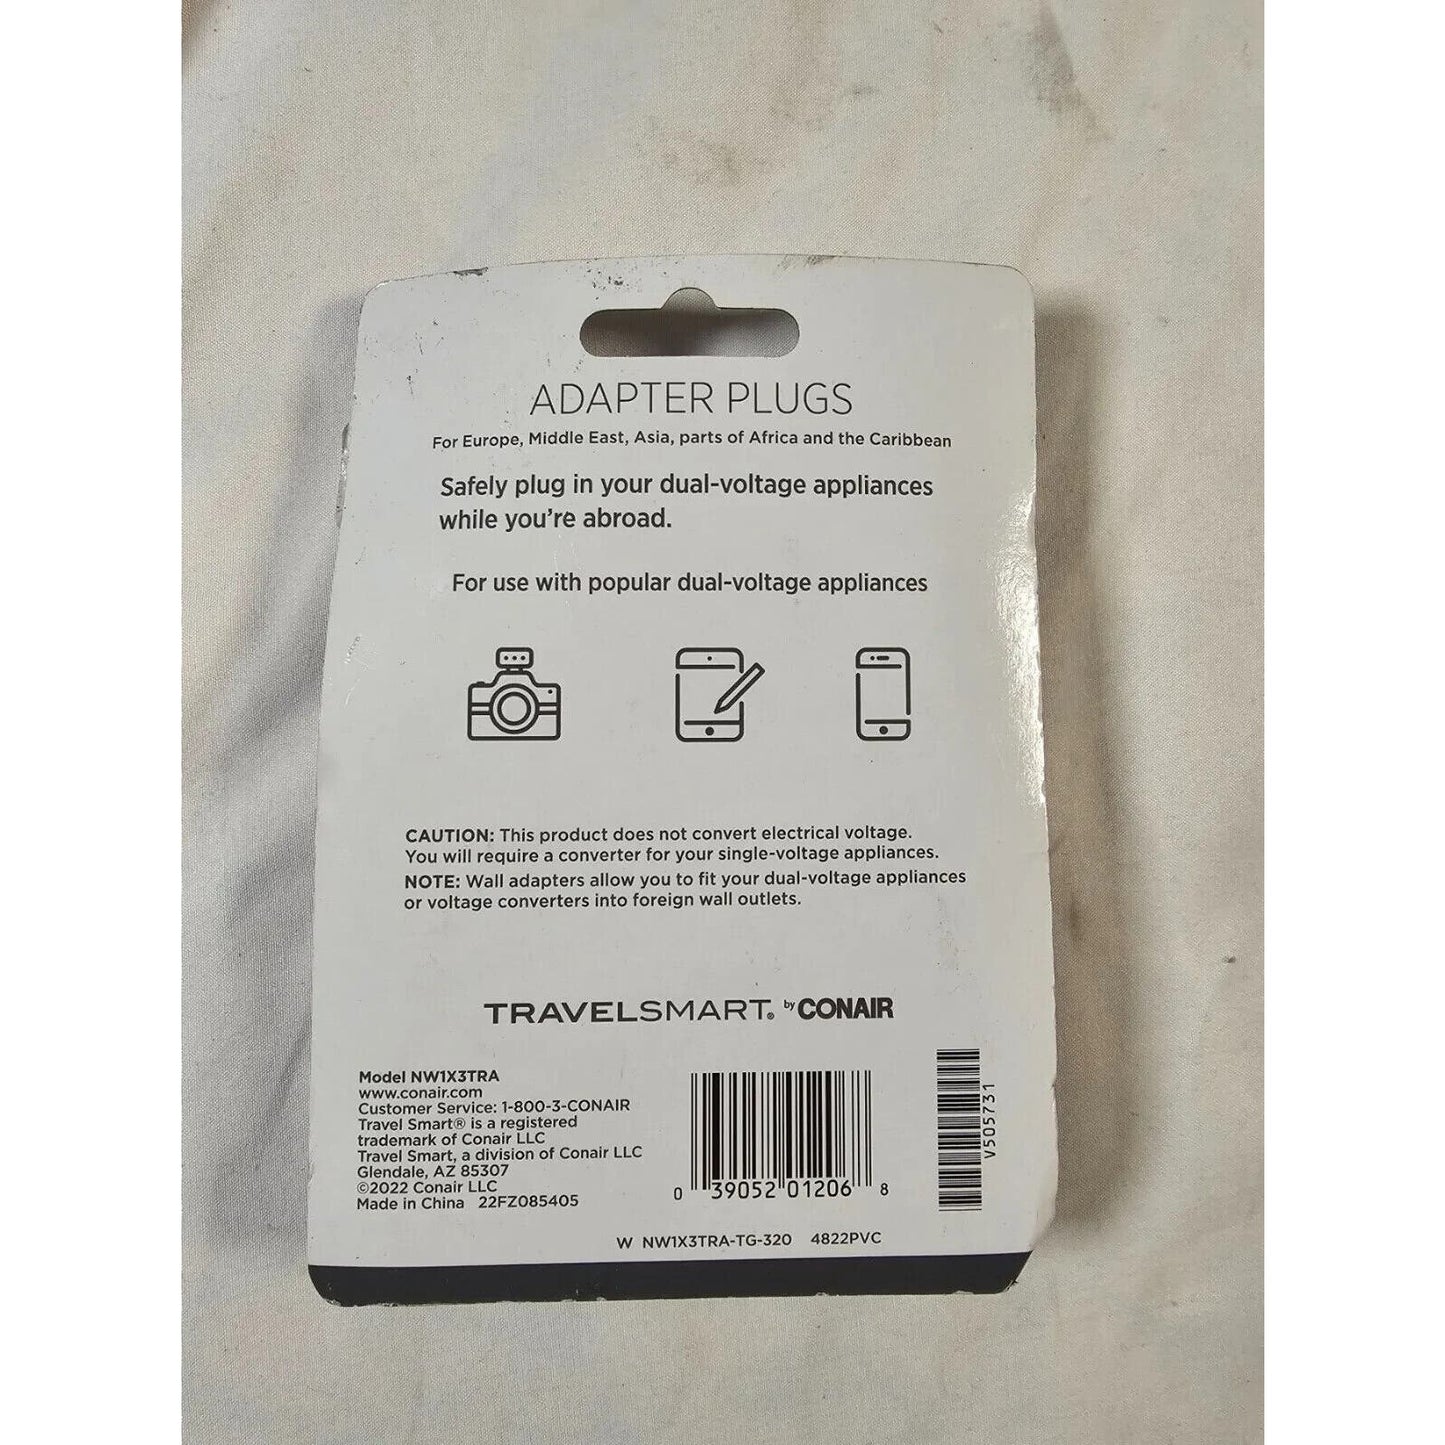 ADAPTER PLUGS
For Europe, Middle East, Asia, parts of Africa and the Caribbean
Safely plug in your dual-voltage appliances
while you're abroad.
For use with popular dual-voltage appliances
CAUTION: This product does not convert electrical voltage.
You will require a converter for your single-voltage appliances.
NOTE: Wall adapters allow you to fit your dual-voltage appliances
or voltage converters into foreign wall outlets.
TRAVELSMART® by CONAIR
Model NW1X3TRA
www.conair.com
Customer Service: 1-800-3-CONAIR
Travel Smart® is a registered
trademark of Conair LLC
Travel Smart, a division of Conair LLC
Glendale, AZ 85307
©2022 Conair LLC
Made in China 22FZ085405
0 39052 01206 8
V505731
W NW1X3TRA-TG-320 4822PVC